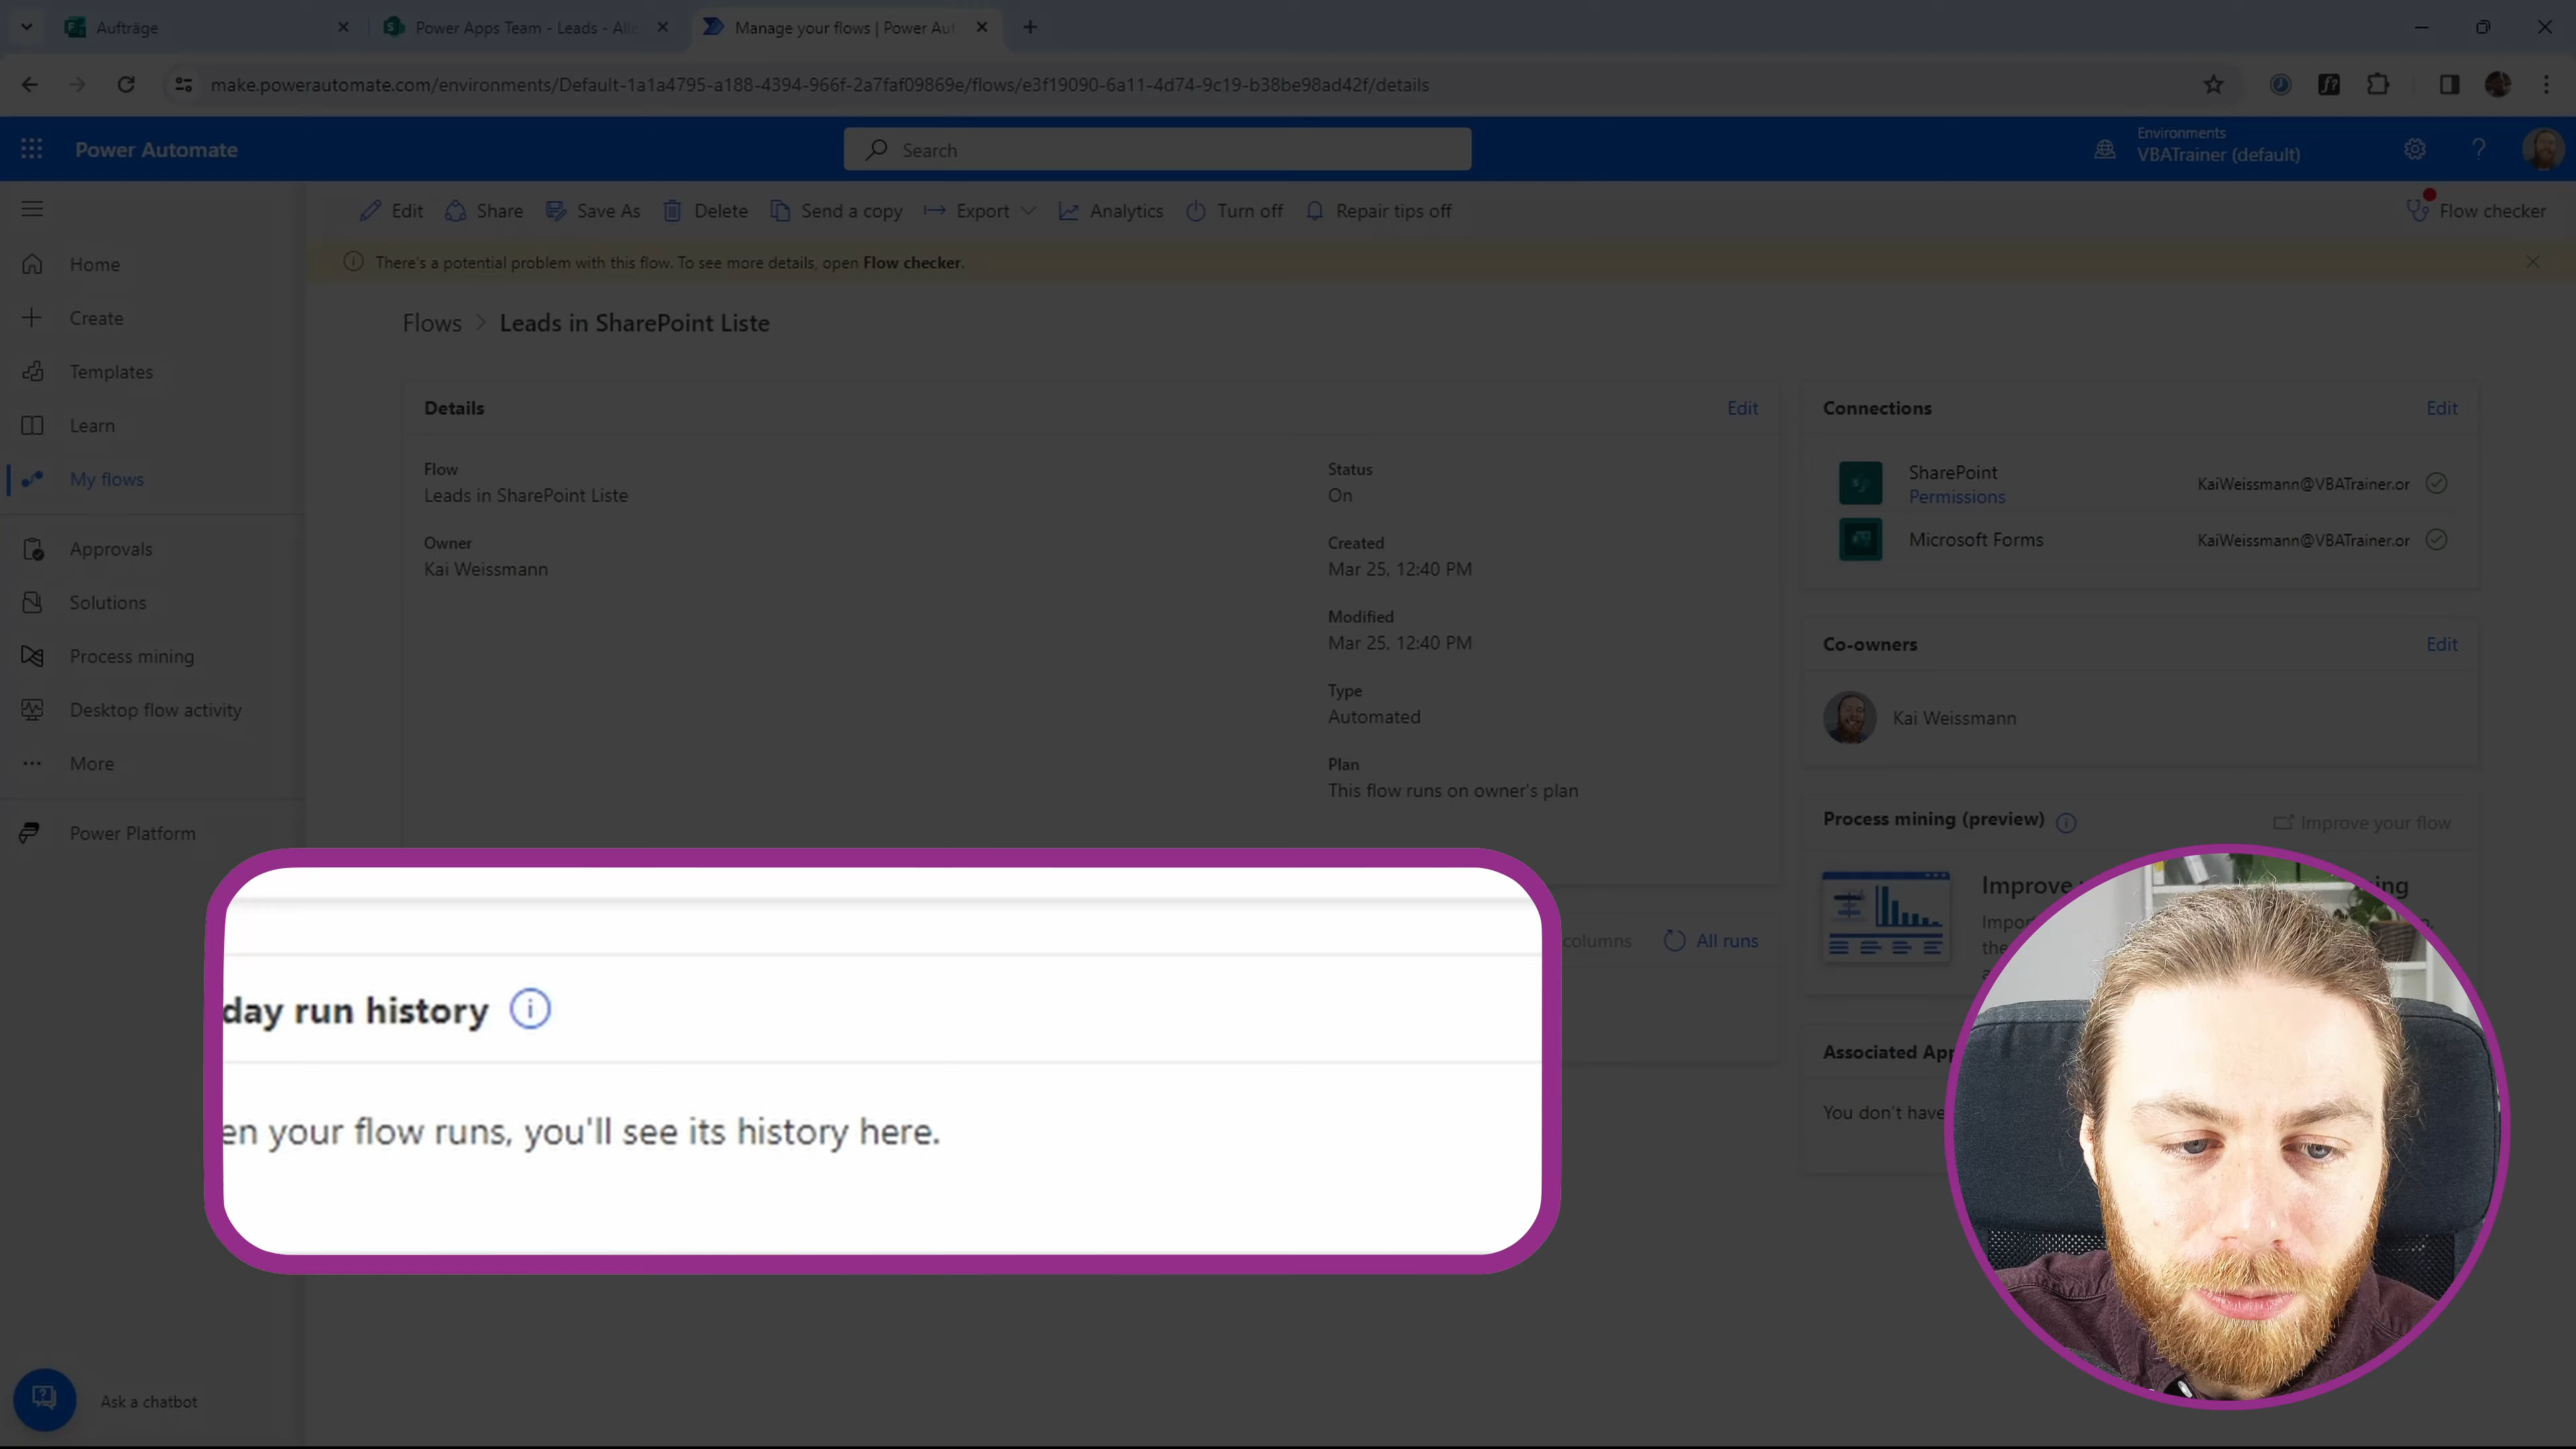 Aufträge
Power Apps Team - Leads - All
Manage your flows | Power Aut
make.powerautomate.com/environments/Default-1a1a4795-a188-4394-966f-2a7faf09869e/flows/e3f19090-6a11-4d74-9c19-b38be98ad42f/details
Power Automate
Search
Environments
VBATrainer (default)
Edit
Share
Save As
Delete
Send a copy
Export
Analytics
Turn off
Repair tips off
Flow checker
There's a potential problem with this flow. To see more details, open Flow checker.
Home
Create
Templates
Learn
My flows
Approvals
Solutions
Process mining
Desktop flow activity
More
Power Platform
Ask a chatbot
Flows > Leads in SharePoint Liste
Details
Edit
Flow
Leads in SharePoint Liste
Owner
Kai Weissmann
Status
On
Created
Mar 25, 12:40 PM
Modified
Mar 25, 12:40 PM
Type
Automated
Plan
This flow runs on owner's plan
columns
All runs
day run history
en your flow runs, you'll see its history here.
Connections
Edit
SharePoint
Permissions
KaiWeissmann@VBATrainer.or
Microsoft Forms
KaiWeissmann@VBATrainer.or
Co-owners
Edit
Kai Weissmann
Process mining (preview)
Improve your flow
Improve
ing
Impor
the
Associated App
You don't have